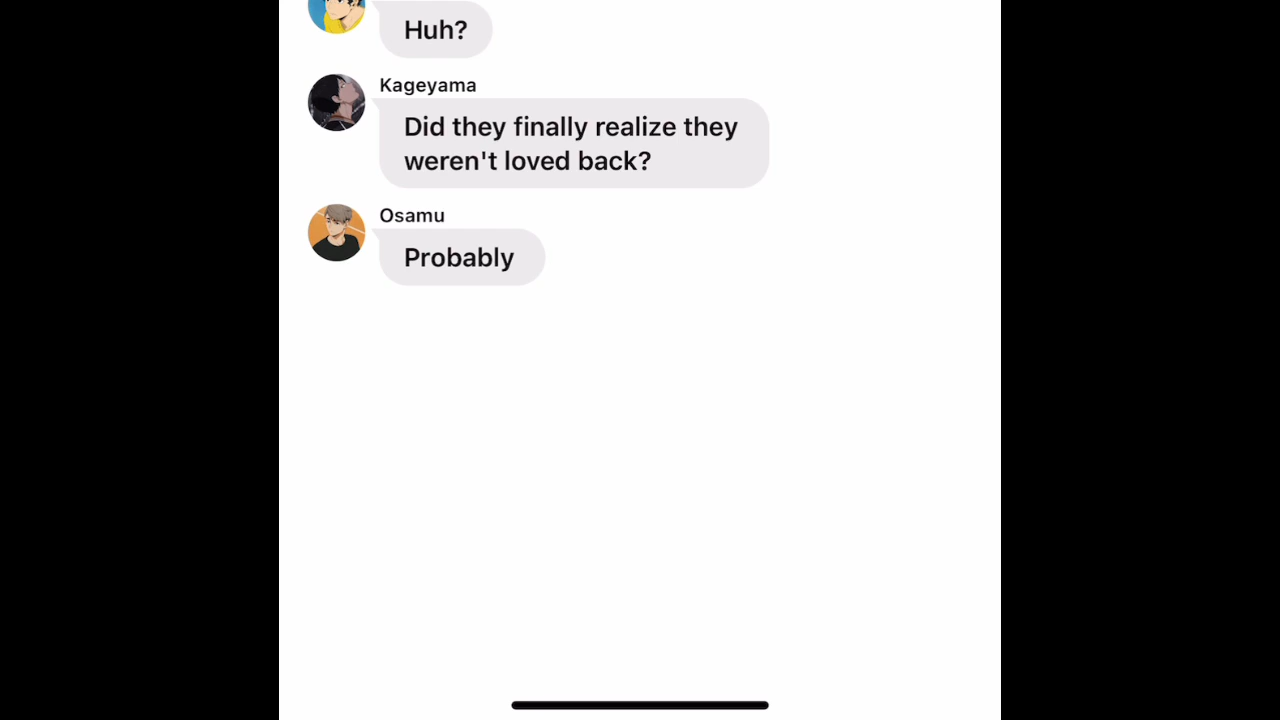 Huh?
Kageyama
Did they finally realize they
weren't loved back?
Osamu
Probably